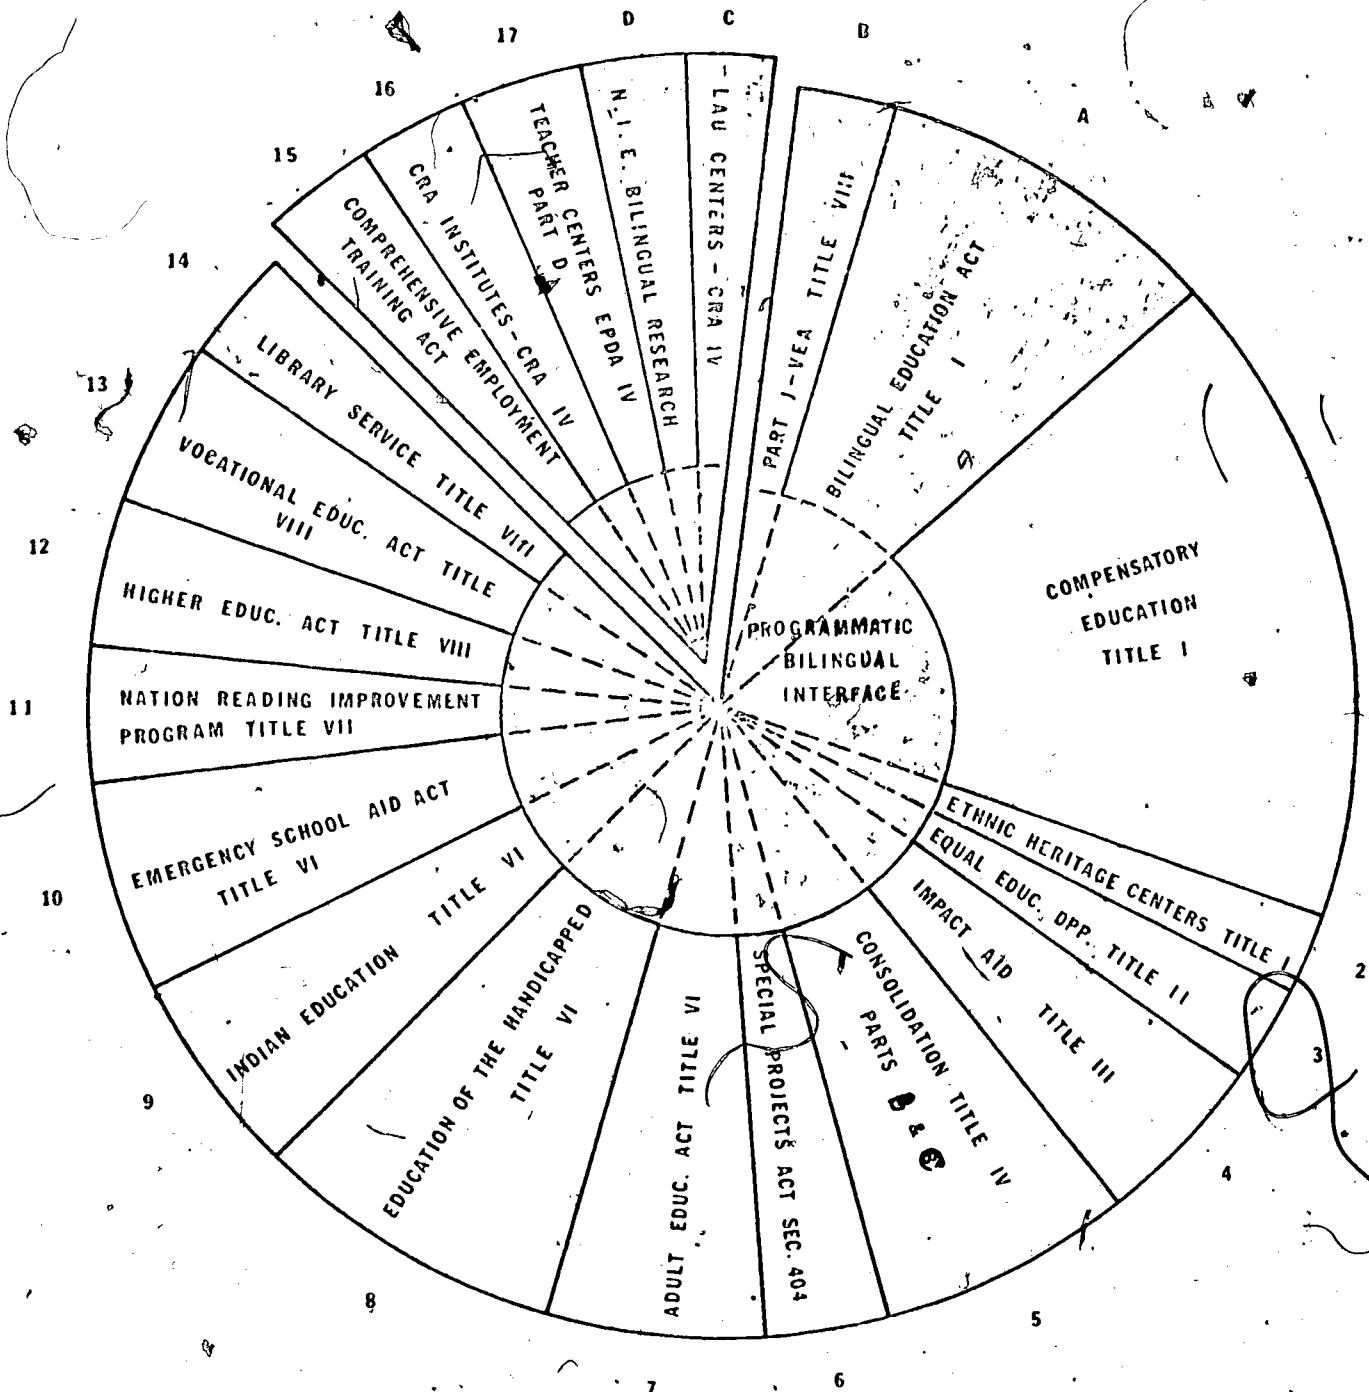 D
C
B
17
16
A
15
14
13
12
11
10
9
8
7
6
5
4
3
2
LAU CENTERS - CRA IV
PART J-VEA TITLE VIII
BILINGUAL EDUCATION ACT
TITLE I
COMPENSATORY
EDUCATION
TITLE I
ETHNIC HERITAGE CENTERS TITLE I
EQUAL EDUC. OPP. TITLE II
IMPACT AID TITLE III
CONSOLIDATION TITLE IV
PARTS B & C
SPECIAL PROJECTS ACT SEC. 404
ADULT EDUC. ACT TITLE VI
EDUCATION OF THE HANDICAPPED
TITLE VI
INDIAN EDUCATION TITLE VI
EMERGENCY SCHOOL AID ACT
TITLE VI
NATION READING IMPROVEMENT
PROGRAM TITLE VII
HIGHER EDUC. ACT TITLE VIII
VOCATIONAL EDUC. ACT TITLE
VIII
LIBRARY SERVICE TITLE VIII
COMPREHENSIVE EMPLOYMENT
TRAINING ACT
CRA INSTITUTES-CRA IV
TEACHER CENTERS EPDA IV
PART D
N.I.E. BILINGUAL RESEARCH
PROGRAMMATIC
BILINGUAL
INTERFACE